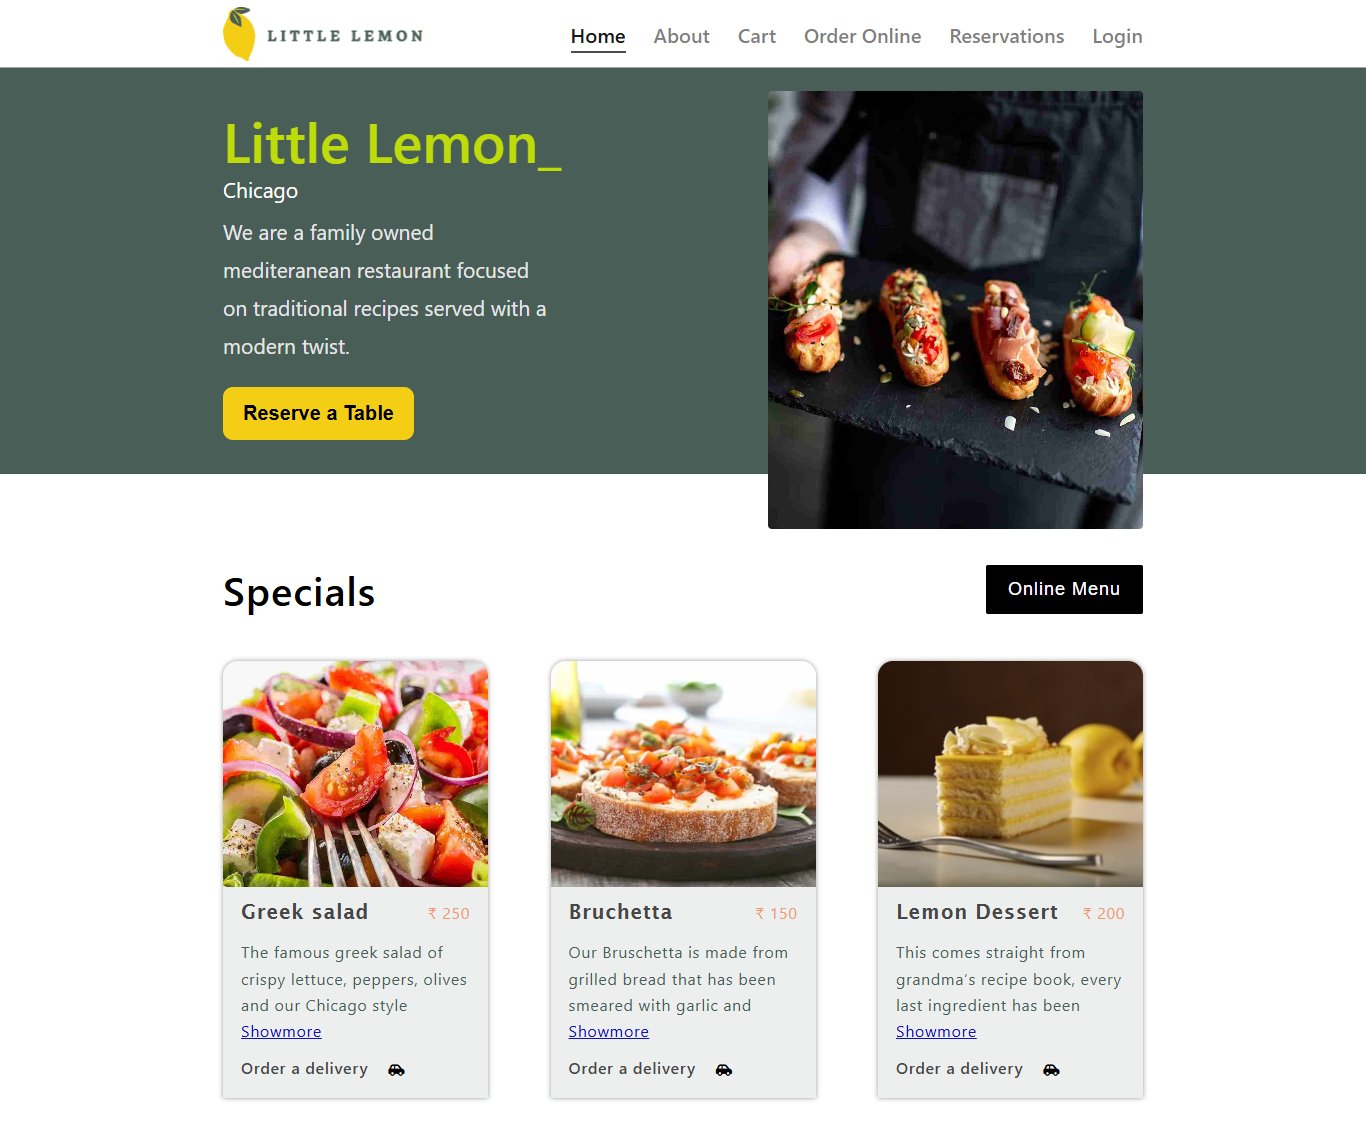 LITTLE LEMON
Home About Cart Order Online Reservations Login
Little Lemon_
Chicago
We are a family owned
mediteranean restaurant focused
on traditional recipes served with a
modern twist.
Reserve a Table
Specials
Online Menu
Greek salad ₹ 250
The famous greek salad of
crispy lettuce, peppers, olives
and our Chicago style
Showmore
Order a delivery
Bruchetta ₹ 150
Our Bruschetta is made from
grilled bread that has been
smeared with garlic and
Showmore
Order a delivery
Lemon Dessert ₹ 200
This comes straight from
grandma's recipe book, every
last ingredient has been
Showmore
Order a delivery